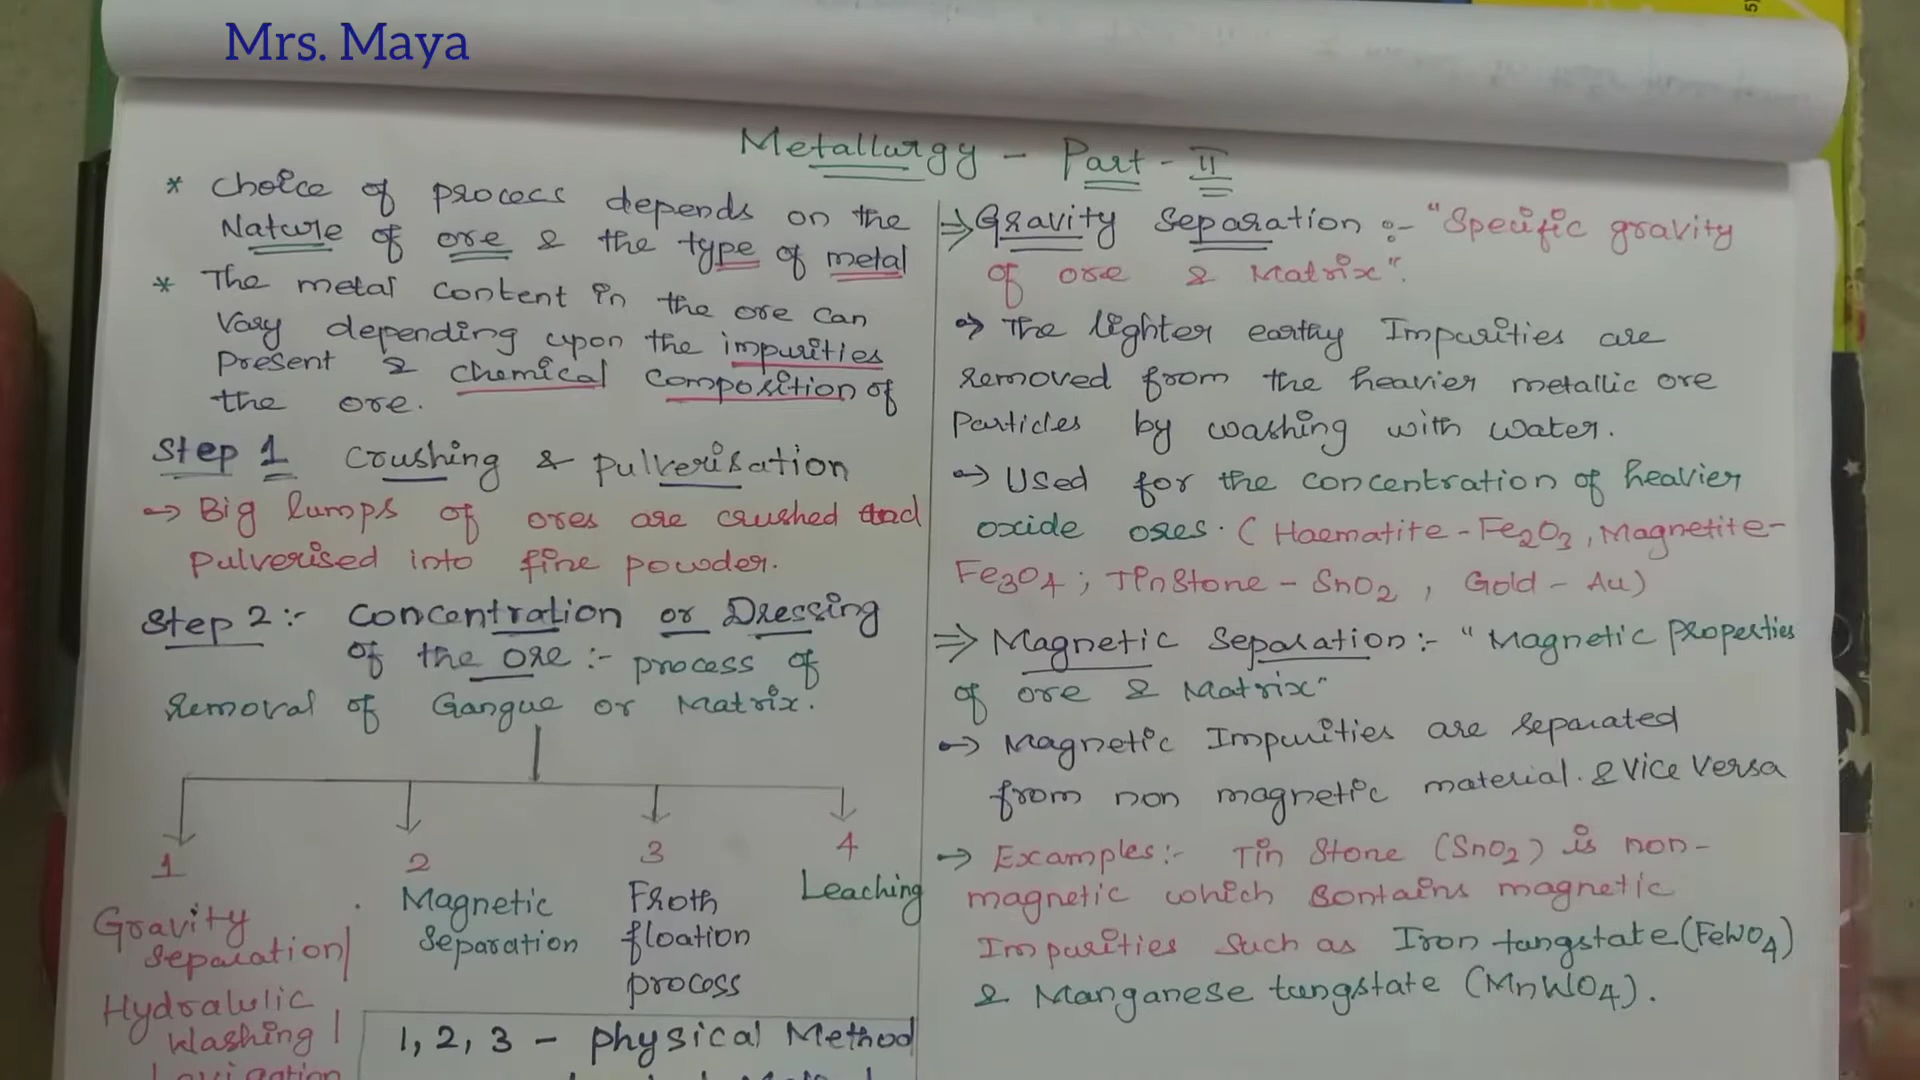 Mrs. Maya
Metallurgy - Part - II
* Choice of process depends on the
Nature of ore & the type of metal
* The metal content in the ore can
Vary depending upon the impurities
present & chemical composition of
the ore.
Step 1 Crushing & pulverisation
→ Big lumps of ores are crushed and
pulverised into fine powder.
Step 2 :- Concentration or Dressing
of the ore :- process of
removal of Gangue or Matrix.
1 2 3 4
Gravity Separation/
Hydralulic
Washing /
Levigation
Magnetic
Separation
Froth
floation
process
Leaching
1, 2, 3 - physical Method
⇒ Gravity Separation :- "Specific gravity
of ore & Matrix".
→ The lighter earthy Impurities are
removed from the heavier metallic ore
Particles by washing with water.
→ Used for the concentration of heavier
oxide ores. (Haematite - Fe2O3, Magnetite-
Fe3O4; Tin Stone - SnO2, Gold - Au)
⇒ Magnetic Separation :- "Magnetic properties
of ore & Matrix"
→ Magnetic Impurities are separated
from non magnetic material. & vice versa
→ Examples :- Tin Stone (SnO2) is non-
magnetic which contains magnetic
Impurities such as Iron tangstate (FeWO4)
& Manganese tungstate (MnWO4).